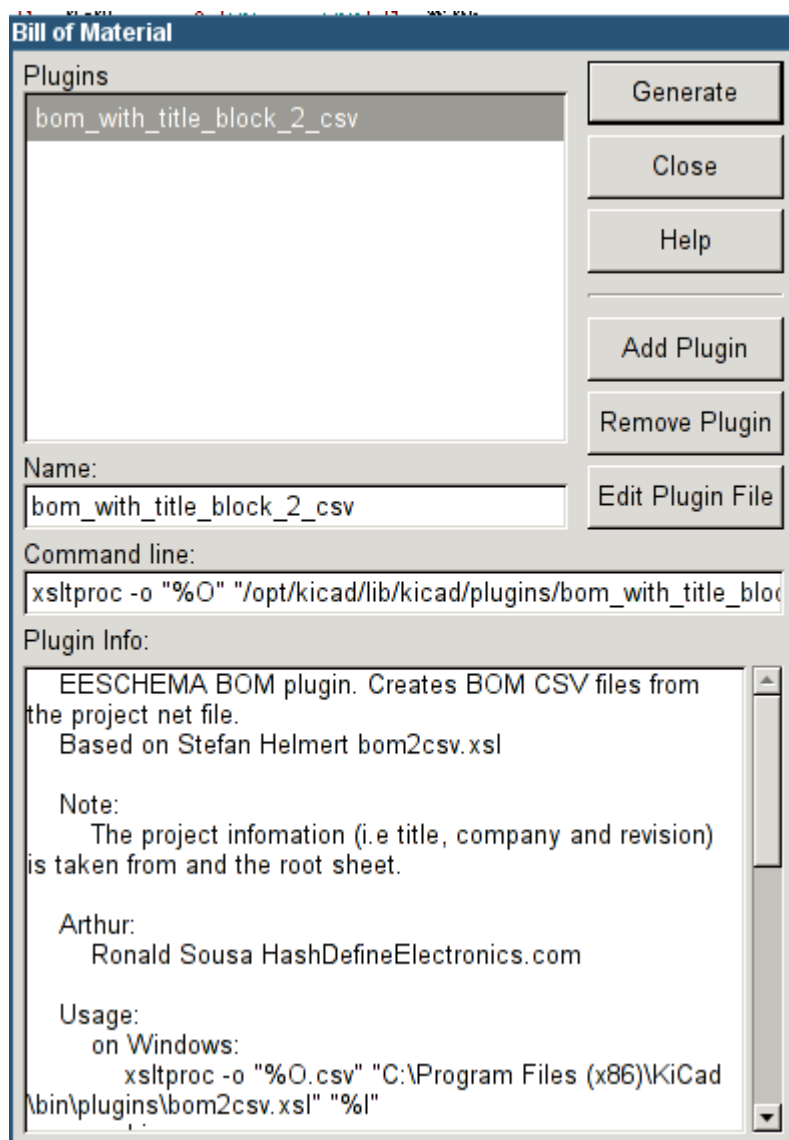 Bill of Material
Plugins
bom_with_title_block_2_csv
Generate
Close
Help
Add Plugin
Remove Plugin
Edit Plugin File
Name:
bom_with_title_block_2_csv
Command line:
xsltproc -o "%O" "/opt/kicad/lib/kicad/plugins/bom_with_title_bloc
Plugin Info:
EESCHEMA BOM plugin. Creates BOM CSV files from
the project net file.
Based on Stefan Helmert bom2csv.xsl
Note:
The project infomation (i.e title, company and revision)
is taken from and the root sheet.
Arthur:
Ronald Sousa HashDefineElectronics.com
Usage:
on Windows:
xsltproc -o "%O.csv" "C:\Program Files (x86)\KiCad
\bin\plugins\bom2csv.xsl" "%I"